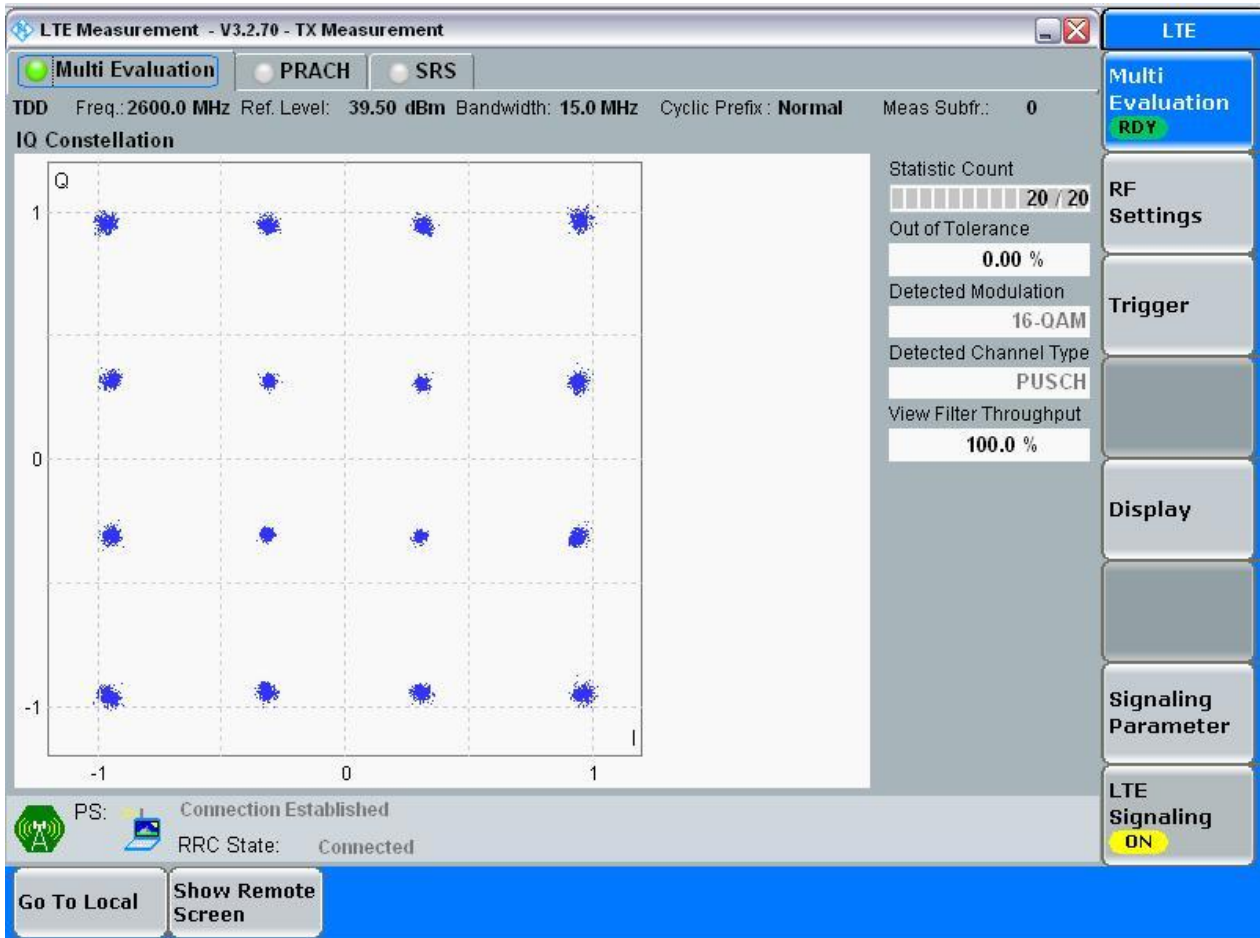 LTE Measurement - V3.2.70 - TX Measurement
LTE
Multi Evaluation PRACH SRS
TDD Freq.: 2600.0 MHz Ref. Level: 39.50 dBm Bandwidth: 15.0 MHz Cyclic Prefix : Normal Meas Subfr.: 0
IQ Constellation
Q
1
0
-1
I
-1 0 1
Statistic Count
20 / 20
Out of Tolerance
0.00 %
Detected Modulation
16-QAM
Detected Channel Type
PUSCH
View Filter Throughput
100.0 %
Multi
Evaluation
RDY
RF
Settings
Trigger
Display
Signaling
Parameter
LTE
Signaling
ON
PS: Connection Established
RRC State: Connected
Go To Local
Show Remote
Screen